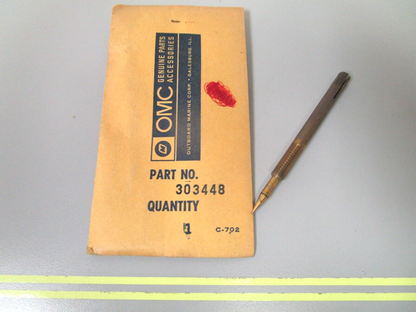 OMC
GENUINE PARTS
ACCESSORIES
OUTBOARD MARINE CORP. • GALESBURG, ILL.
PART NO.
303448
QUANTITY
1
C-702